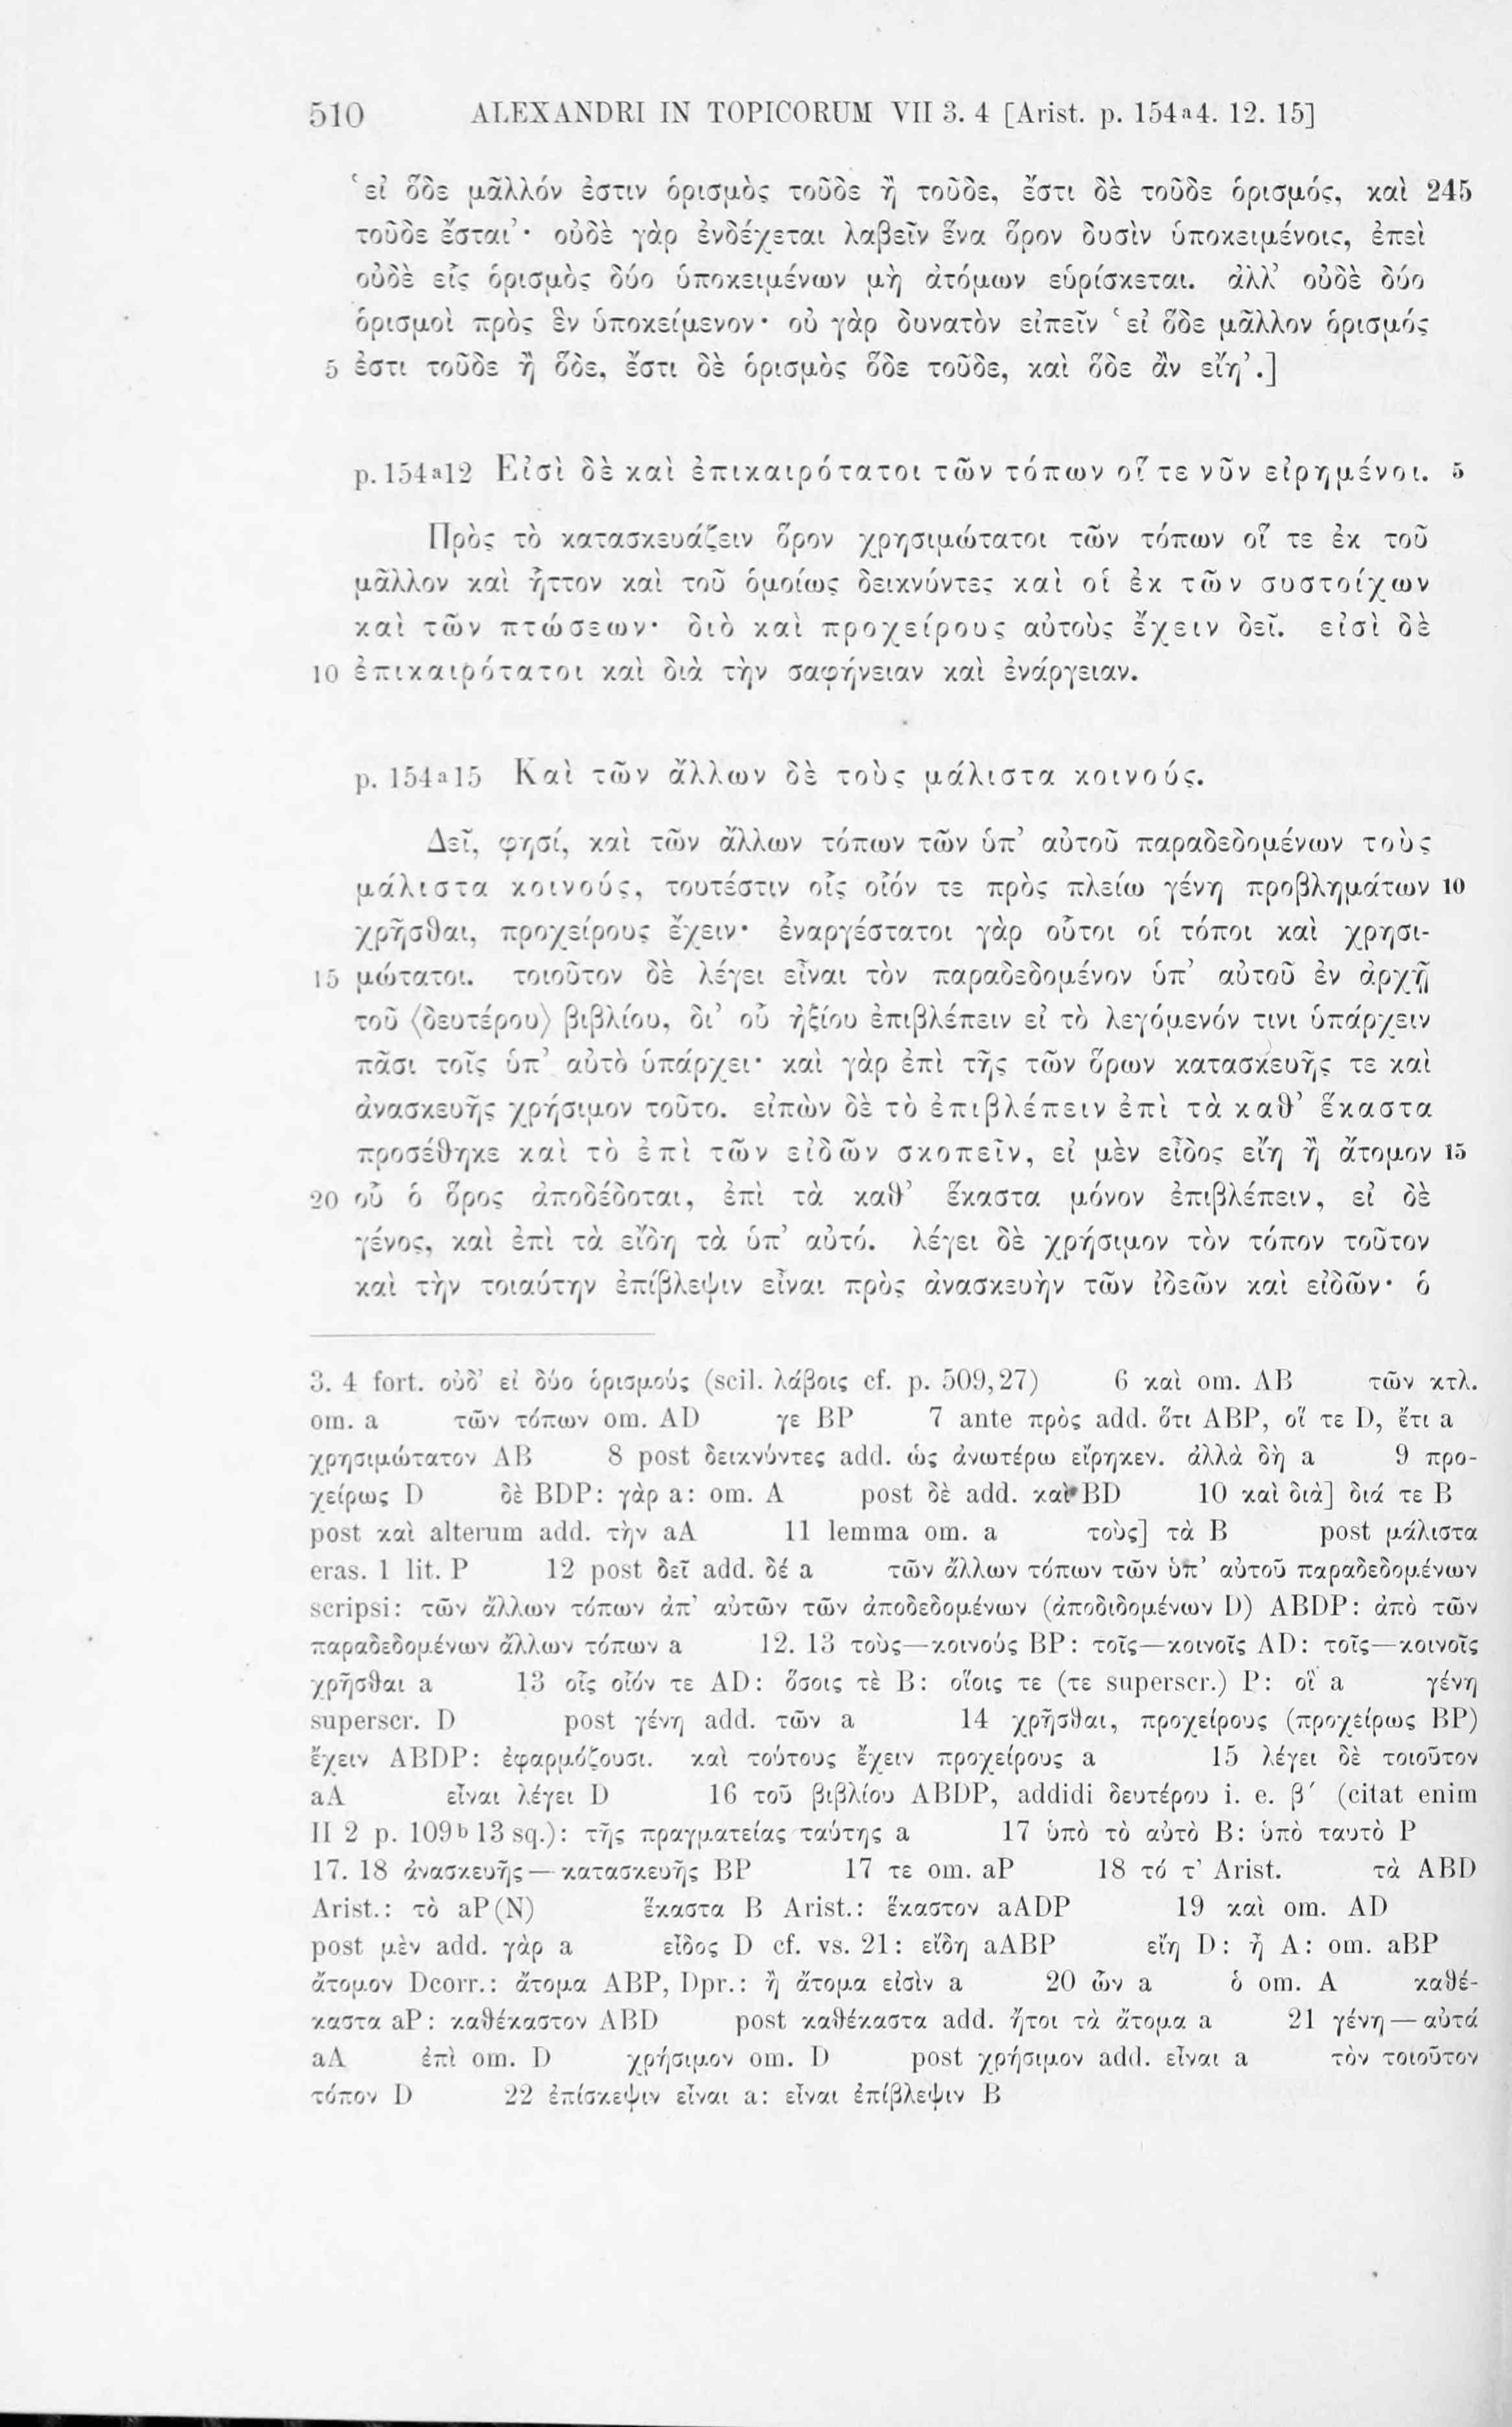 510 ALEXANDRI IN TOPICORUM VII 3. 4 [Arist. p. 154ª4. 12. 15]
‘εἰ ὅδε μᾶλλόν ἐστιν ὁρισμὸς τοῦδε ἢ τοῦδε, ἔστι δὲ τοῦδε ὁρισμός, καὶ 245
τοῦδε ἔσται’· οὐδὲ γὰρ ἐνδέχεται λαβεῖν ἕνα ὅρον δυσὶν ὑποκειμένοις, ἐπεὶ
οὐδὲ εἷς ὁρισμὸς δύο ὑποκειμένων μὴ ἀτόμων εὑρίσκεται. ἀλλ’ οὐδὲ δύο
ὁρισμοὶ πρὸς ἓν ὑποκείμενον· οὐ γὰρ δυνατὸν εἰπεῖν ‘εἰ ὅδε μᾶλλον ὁρισμός
5 ἐστι τοῦδε ἢ ὅδε, ἔστι δὲ ὁρισμὸς ὅδε τοῦδε, καὶ ὅδε ἂν εἴη’.]
p. 154ª12 Εἰσὶ δὲ καὶ ἐπικαιρότατοι τῶν τόπων οἵ τε νῦν εἰρημένοι. 5
Πρὸς τὸ κατασκευάζειν ὅρον χρησιμώτατοι τῶν τόπων οἵ τε ἐκ τοῦ
μᾶλλον καὶ ἧττον καὶ τοῦ ὁμοίως δεικνύντες καὶ οἱ ἐκ τῶν συστοίχων
καὶ τῶν πτώσεων· διὸ καὶ προχείρους αὐτοὺς ἔχειν δεῖ. εἰσὶ δὲ
10 ἐπικαιρότατοι καὶ διὰ τὴν σαφήνειαν καὶ ἐνάργειαν.
p. 154ª15 Καὶ τῶν ἄλλων δὲ τοὺς μάλιστα κοινούς.
Δεῖ, φησί, καὶ τῶν ἄλλων τόπων τῶν ὑπ’ αὐτοῦ παραδεδομένων τοὺς
μάλιστα κοινούς, τουτέστιν οἷς οἷόν τε πρὸς πλείω γένη προβλημάτων 10
χρῆσθαι, προχείρους ἔχειν· ἐναργέστατοι γὰρ οὗτοι οἱ τόποι καὶ χρησι-
15 μώτατοι. τοιοῦτον δὲ λέγει εἶναι τὸν παραδεδομένον ὑπ’ αὐτοῦ ἐν ἀρχῇ
τοῦ ⟨δευτέρου⟩ βιβλίου, δι’ οὗ ἠξίου ἐπιβλέπειν εἰ τὸ λεγόμενόν τινι ὑπάρχειν
πᾶσι τοῖς ὑπ’ αὐτὸ ὑπάρχει· καὶ γὰρ ἐπὶ τῆς τῶν ὅρων κατασκευῆς τε καὶ
ἀνασκευῆς χρήσιμον τοῦτο. εἰπὼν δὲ τὸ ἐπιβλέπειν ἐπὶ τὰ καθ’ ἕκαστα
προσέθηκε καὶ τὸ ἐπὶ τῶν εἰδῶν σκοπεῖν, εἰ μὲν εἶδος εἴη ἢ ἄτομον 15
20 οὗ ὁ ὅρος ἀποδέδοται, ἐπὶ τὰ καθ’ ἕκαστα μόνον ἐπιβλέπειν, εἰ δὲ
γένος, καὶ ἐπὶ τὰ εἴδη τὰ ὑπ’ αὐτό. λέγει δὲ χρήσιμον τὸν τόπον τοῦτον
καὶ τὴν τοιαύτην ἐπίβλεψιν εἶναι πρὸς ἀνασκευὴν τῶν ἰδεῶν καὶ εἰδῶν· ὁ
3. 4 fort. οὐδ’ εἰ δύο ὁρισμούς (scil. λάβοις cf. p. 509,27) 6 καὶ om. AB τῶν κτλ.
om. a τῶν τόπων om. AD γε BP 7 ante πρὸς add. ὅτι ABP, οἵ τε D, ἔτι a
χρησιμώτατον AB 8 post δεικνύντες add. ὡς ἀνωτέρω εἴρηκεν. ἀλλὰ δὴ a 9 προ-
χείρως D δὲ BDP: γὰρ a: om. A post δὲ add. καὶ BD 10 καὶ διὰ] διά τε B
post καὶ alterum add. τὴν aA 11 lemma om. a τοὺς] τὰ B post μάλιστα
eras. 1 lit. P 12 post δεῖ add. δέ a τῶν ἄλλων τόπων τῶν ὑπ’ αὐτοῦ παραδεδομένων
scripsi: τῶν ἄλλων τόπων ἀπ’ αὐτῶν τῶν ἀποδεδομένων (ἀποδιδομένων D) ABDP: ἀπὸ τῶν
παραδεδομένων ἄλλων τόπων a 12. 13 τοὺς—κοινούς BP: τοῖς—κοινοῖς AD: τοῖς—κοινοῖς
χρῆσθαι a 13 οἷς οἷόν τε AD: ὅσοις τὲ B: οἵοις τε (τε superscr.) P: οἳ a γένη
superscr. D post γένη add. τῶν a 14 χρῆσθαι, προχείρους (προχείρως BP)
ἔχειν ABDP: ἐφαρμόζουσι. καὶ τούτους ἔχειν προχείρους a 15 λέγει δὲ τοιοῦτον
aA εἶναι λέγει D 16 τοῦ βιβλίου ABDP, addidi δευτέρου i. e. β′ (citat enim
II 2 p. 109ᵇ13 sq.): τῆς πραγματείας ταύτης a 17 ὑπὸ τὸ αὐτὸ B: ὑπὸ ταυτὸ P
17. 18 ἀνασκευῆς—κατασκευῆς BP 17 τε om. aP 18 τό τ’ Arist. τὰ ABD
Arist.: τὸ aP(N) ἕκαστα B Arist.: ἕκαστον aADP 19 καὶ om. AD
post μὲν add. γὰρ a εἶδος D cf. vs. 21: εἴδη aABP εἴη D: ᾖ A: om. aBP
ἄτομον Dcorr.: ἄτομα ABP, Dpr.: ἢ ἄτομα εἰσὶν a 20 ὧν a ὁ om. A καθέ-
καστα aP: καθέκαστον ABD post καθέκαστα add. ἤτοι τὰ ἄτομα a 21 γένη—αὐτά
aA ἐπὶ om. D χρήσιμον om. D post χρήσιμον add. εἶναι a τὸν τοιοῦτον
τόπον D 22 ἐπίσκεψιν εἶναι a: εἶναι ἐπίβλεψιν B